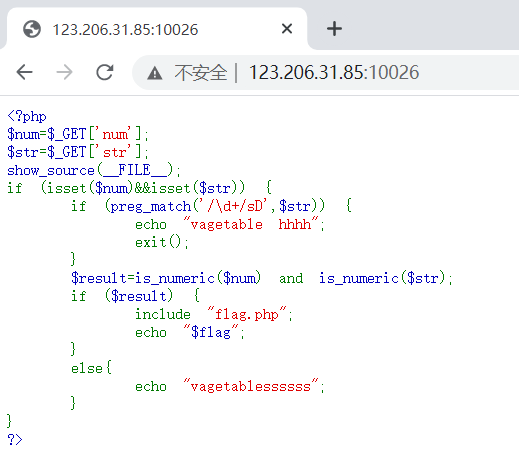 123.206.31.85:10026
不安全 | 123.206.31.85:10026
<?php
$num=$_GET['num'];
$str=$_GET['str'];
show_source(__FILE__);
if (isset($num)&&isset($str)) {
        if (preg_match('/\d+/sD',$str)) {
                echo "vagetable hhhh";
                exit();
        }
        $result=is_numeric($num) and is_numeric($str);
        if ($result) {
                include "flag.php";
                echo "$flag";
        }
        else{
                echo "vagetablessssss";
        }
}
?>